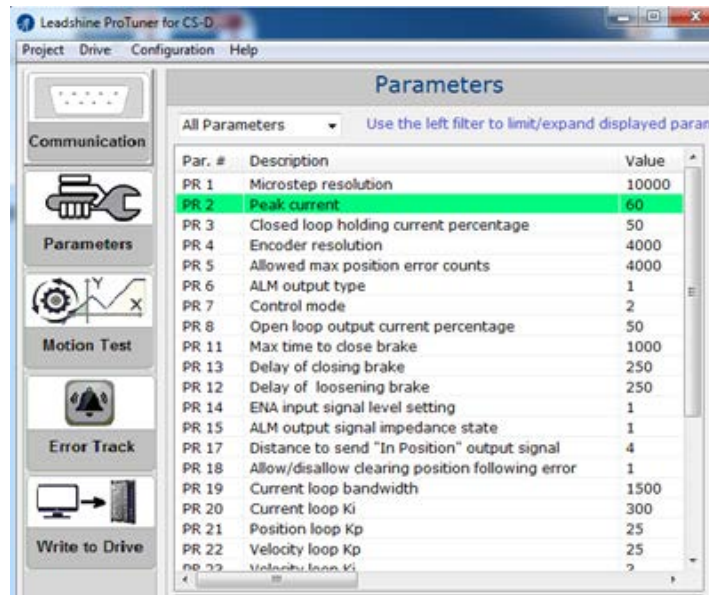 Leadshine ProTuner for CS-D
Project Drive Configuration Help
Communication
Parameters
Motion Test
Error Track
Write to Drive
Parameters
All Parameters Use the left filter to limit/expand displayed paran
Par. # Description Value
PR 1 Microstep resolution 10000
PR 2 Peak current 60
PR 3 Closed loop holding current percentage 50
PR 4 Encoder resolution 4000
PR 5 Allowed max position error counts 4000
PR 6 ALM output type 1
PR 7 Control mode 2
PR 8 Open loop output current percentage 50
PR 11 Max time to close brake 1000
PR 13 Delay of closing brake 250
PR 12 Delay of loosening brake 250
PR 14 ENA input signal level setting 1
PR 15 ALM output signal impedance state 1
PR 17 Distance to send "In Position" output signal 4
PR 18 Allow/disallow clearing position following error 1
PR 19 Current loop bandwidth 1500
PR 20 Current loop Ki 300
PR 21 Position loop Kp 25
PR 22 Velocity loop Kp 25
PR 23 Velocity loop Ki